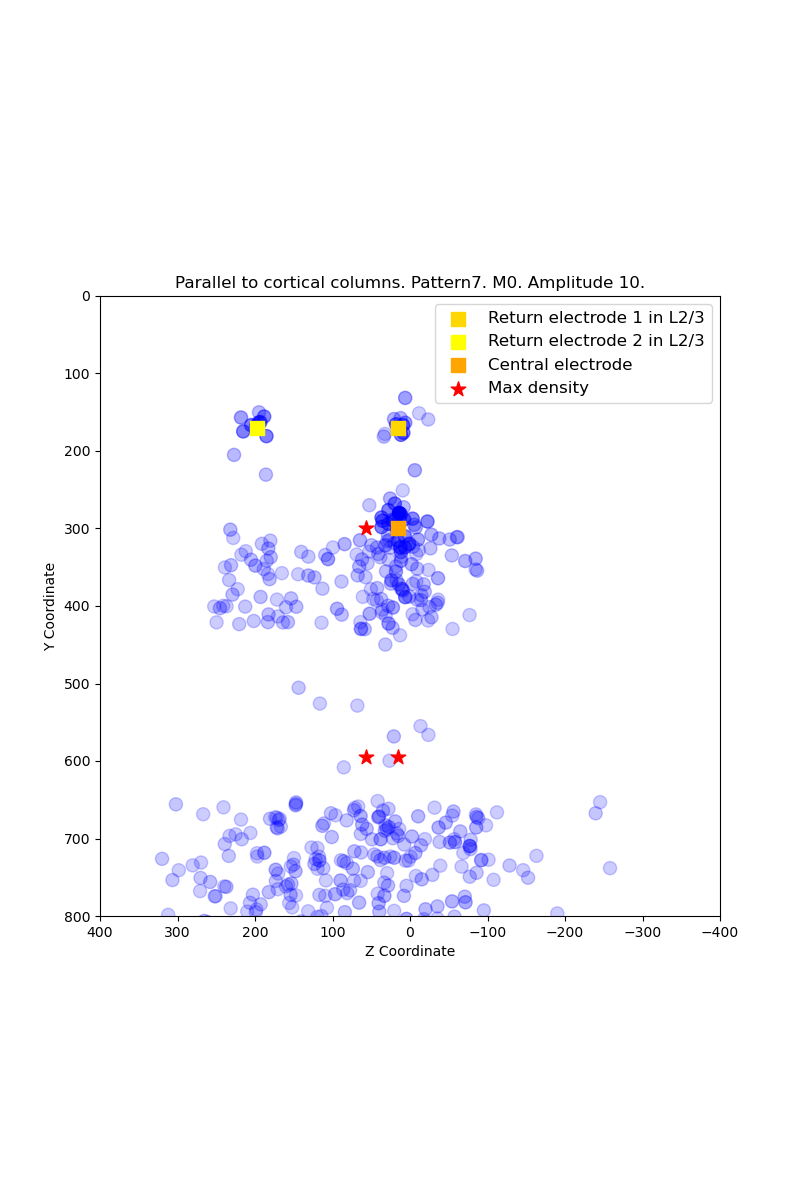 Parallel to cortical columns. Pattern7. M0. Amplitude 10.
Return electrode 1 in L2/3
Return electrode 2 in L2/3
Central electrode
Max density
Y Coordinate
0
100
200
300
400
500
600
700
800
400 300 200 100 0 −100 −200 −300 −400
Z Coordinate